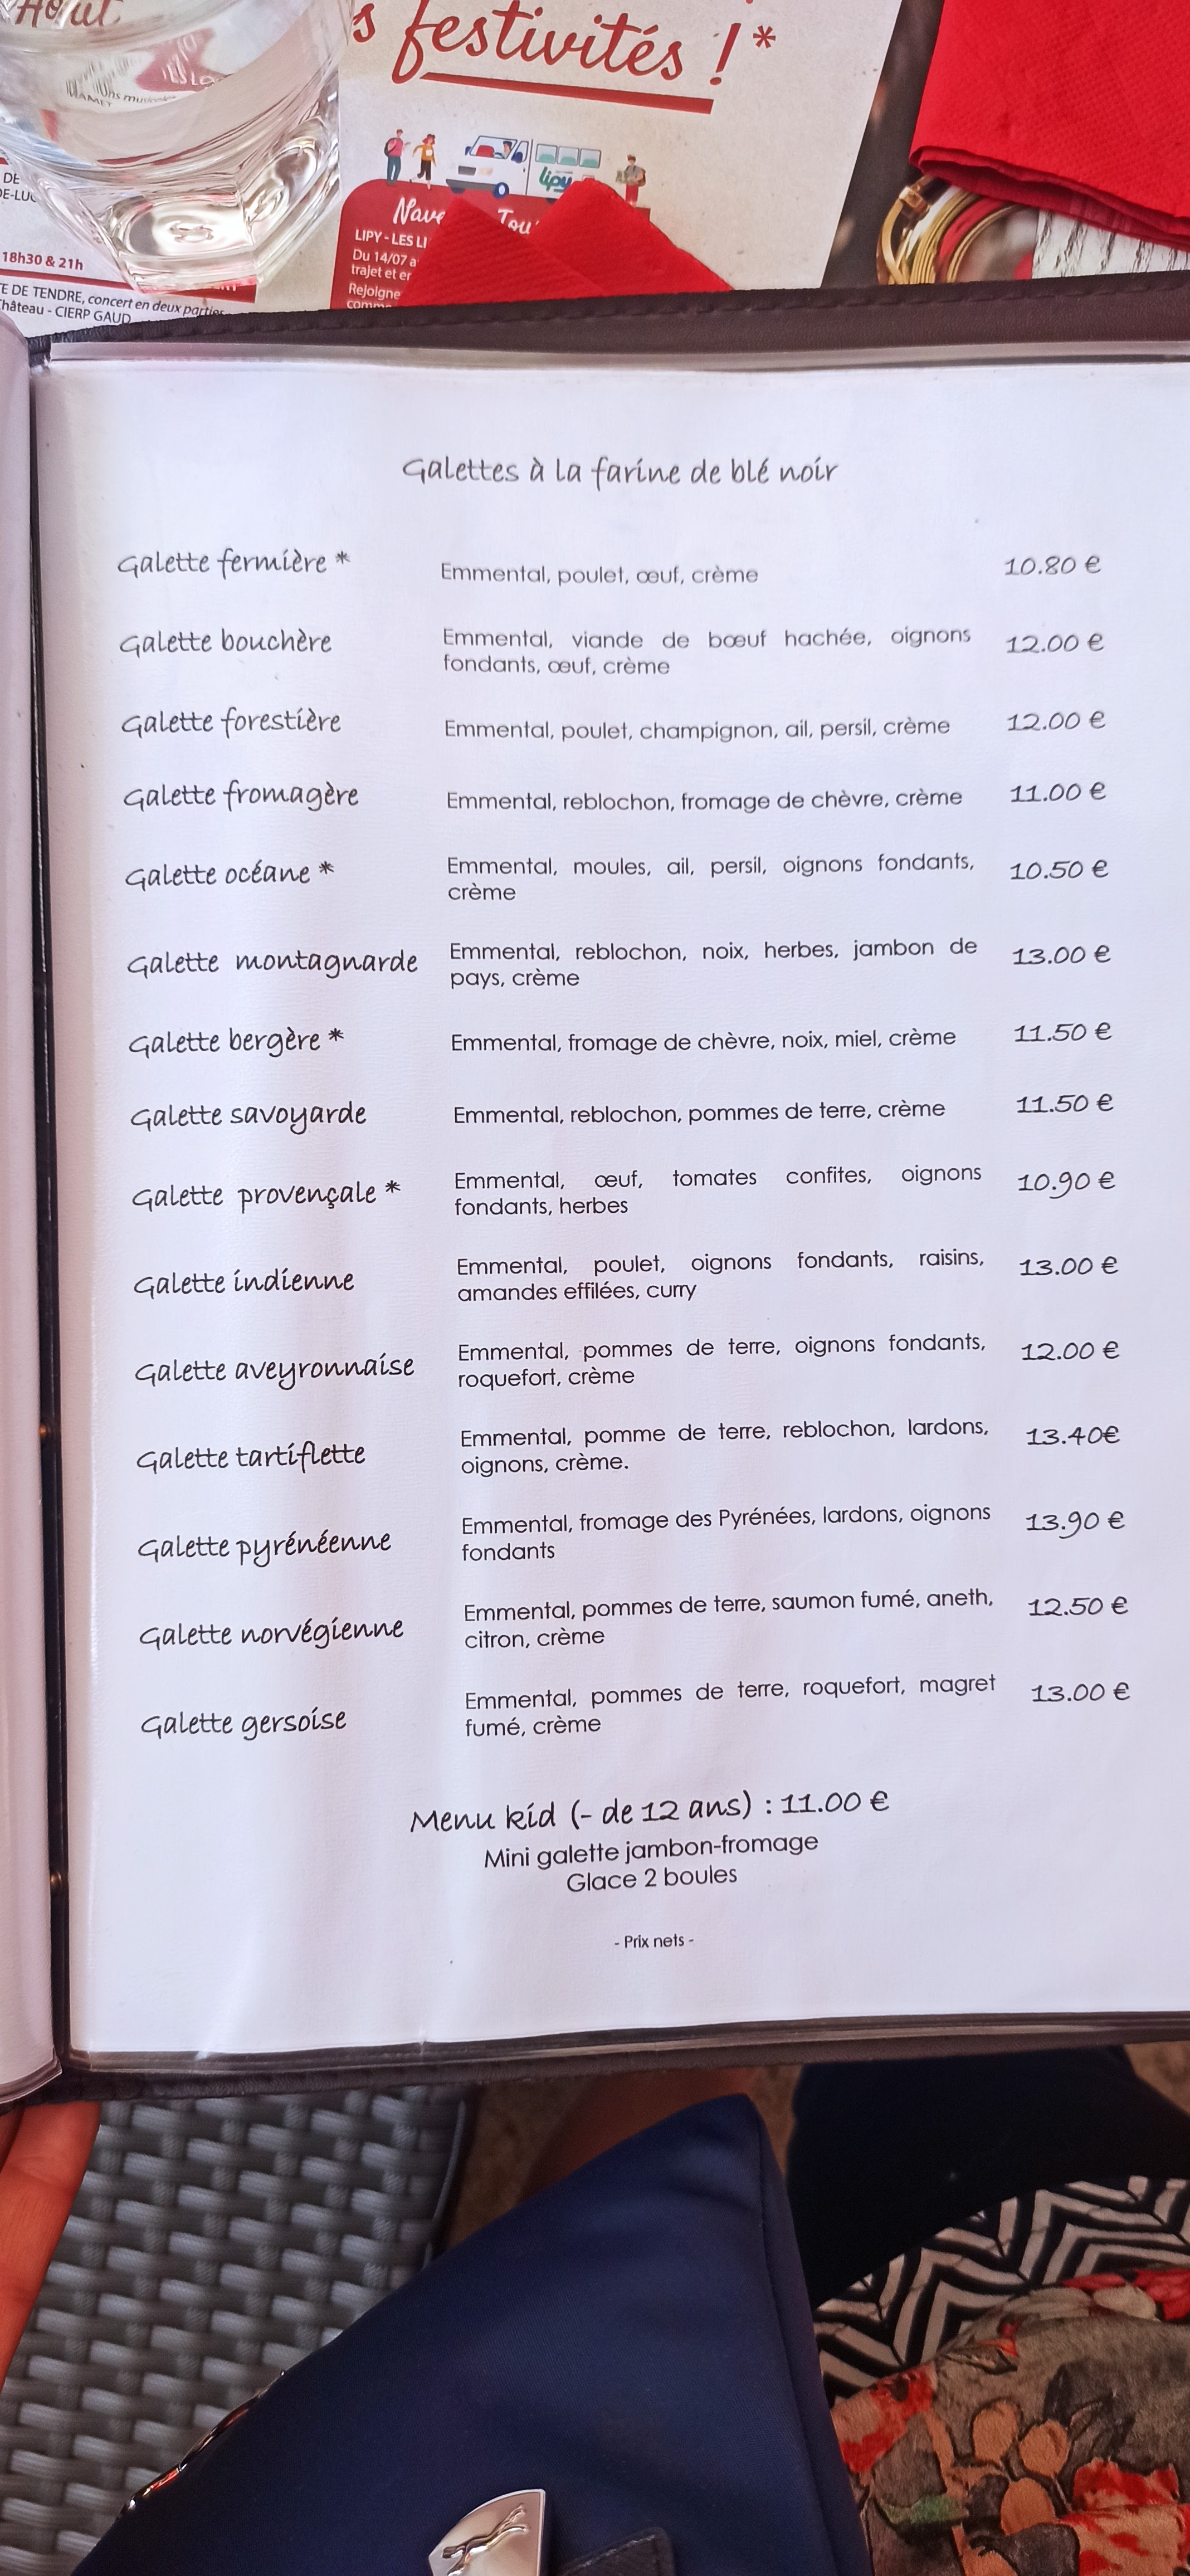 Août
s festivités ! *
lipy
DE
DE-LUC
18h30 & 21h
E DE TENDRE, concert en deux parties
Château - CIERP GAUD
LIPY - LES LI
Du 14/07 a
trajet et er
Rejoigne
Galettes à la farine de blé noir
Galette fermière * Emmental, poulet, œuf, crème 10.80 €
Galette bouchère Emmental, viande de bœuf hachée, oignons 12.00 €
fondants, œuf, crème
Galette forestière Emmental, poulet, champignon, ail, persil, crème 12.00 €
Galette fromagère Emmental, reblochon, fromage de chèvre, crème 11.00 €
Galette océane * Emmental, moules, ail, persil, oignons fondants, 10.50 €
crème
Galette montagnarde Emmental, reblochon, noix, herbes, jambon de 13.00 €
pays, crème
Galette bergère * Emmental, fromage de chèvre, noix, miel, crème 11.50 €
Galette savoyarde Emmental, reblochon, pommes de terre, crème 11.50 €
Galette provençale * Emmental, œuf, tomates confites, oignons 10.90 €
fondants, herbes
Galette indienne Emmental, poulet, oignons fondants, raisins, 13.00 €
amandes effilées, curry
Galette aveyronnaise Emmental, pommes de terre, oignons fondants, 12.00 €
roquefort, crème
Galette tartiflette Emmental, pomme de terre, reblochon, lardons, 13.40€
oignons, crème.
Galette pyrénéenne Emmental, fromage des Pyrénées, lardons, oignons 13.90 €
fondants
Galette norvégienne Emmental, pommes de terre, saumon fumé, aneth, 12.50 €
citron, crème
Galette gersoise Emmental, pommes de terre, roquefort, magret 13.00 €
fumé, crème
Menu kid (- de 12 ans) : 11.00 €
Mini galette jambon-fromage
Glace 2 boules
- Prix nets -